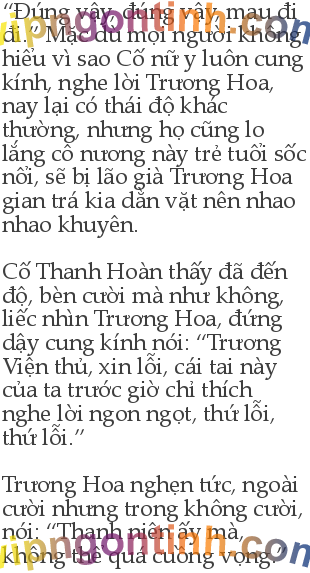 “Đúng vậy, đúng vậy, mau đi
đi.” Mặc dù mọi người không
hiểu vì sao Cố nữ y luôn cung
kính, nghe lời Trương Hoa,
nay lại có thái độ khác
thường, nhưng họ cũng lo
lắng cô nương này trẻ tuổi sốc
nổi, sẽ bị lão già Trương Hoa
gian trá kia dằn vặt nên nhao
nhao khuyên.
Cố Thanh Hoàn thấy đã đến
độ, bèn cười mà như không,
liếc nhìn Trương Hoa, đứng
dậy cung kính nói: “Trương
Viện thủ, xin lỗi, cái tai này
của ta trước giờ chỉ thích
nghe lời ngon ngọt, thứ lỗi,
thứ lỗi.”
Trương Hoa nghẹn tức, ngoài
cười nhưng trong không cười,
nói: “Thanh niên ấy mà,
không thể quá cuồng vọng.”
vipngontinh.com
vipngontinh.com